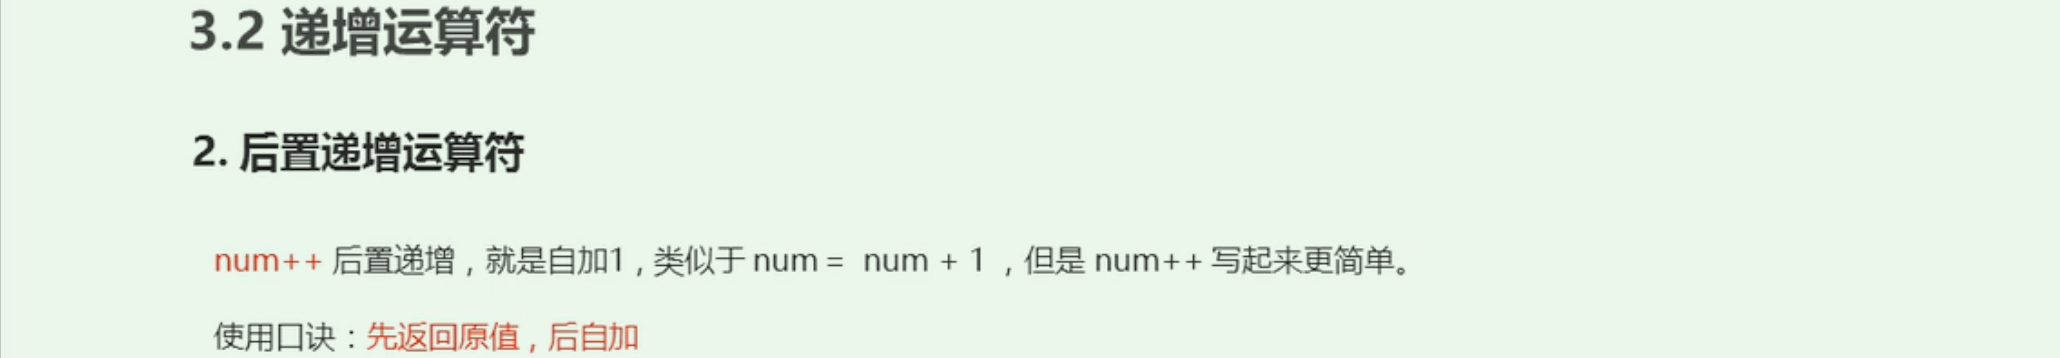 3.2 递增运算符
2. 后置递增运算符
num++ 后置递增，就是自加1，类似于 num =  num + 1 ，但是 num++ 写起来更简单。
使用口诀：先返回原值，后自加